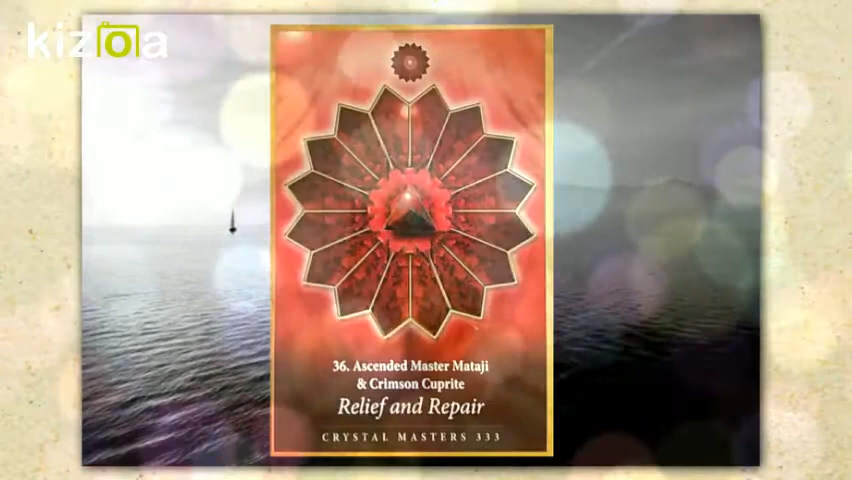 kizoa
36. Ascended Master Mataji
& Crimson Cuprite
Relief and Repair
CRYSTAL MASTERS 333